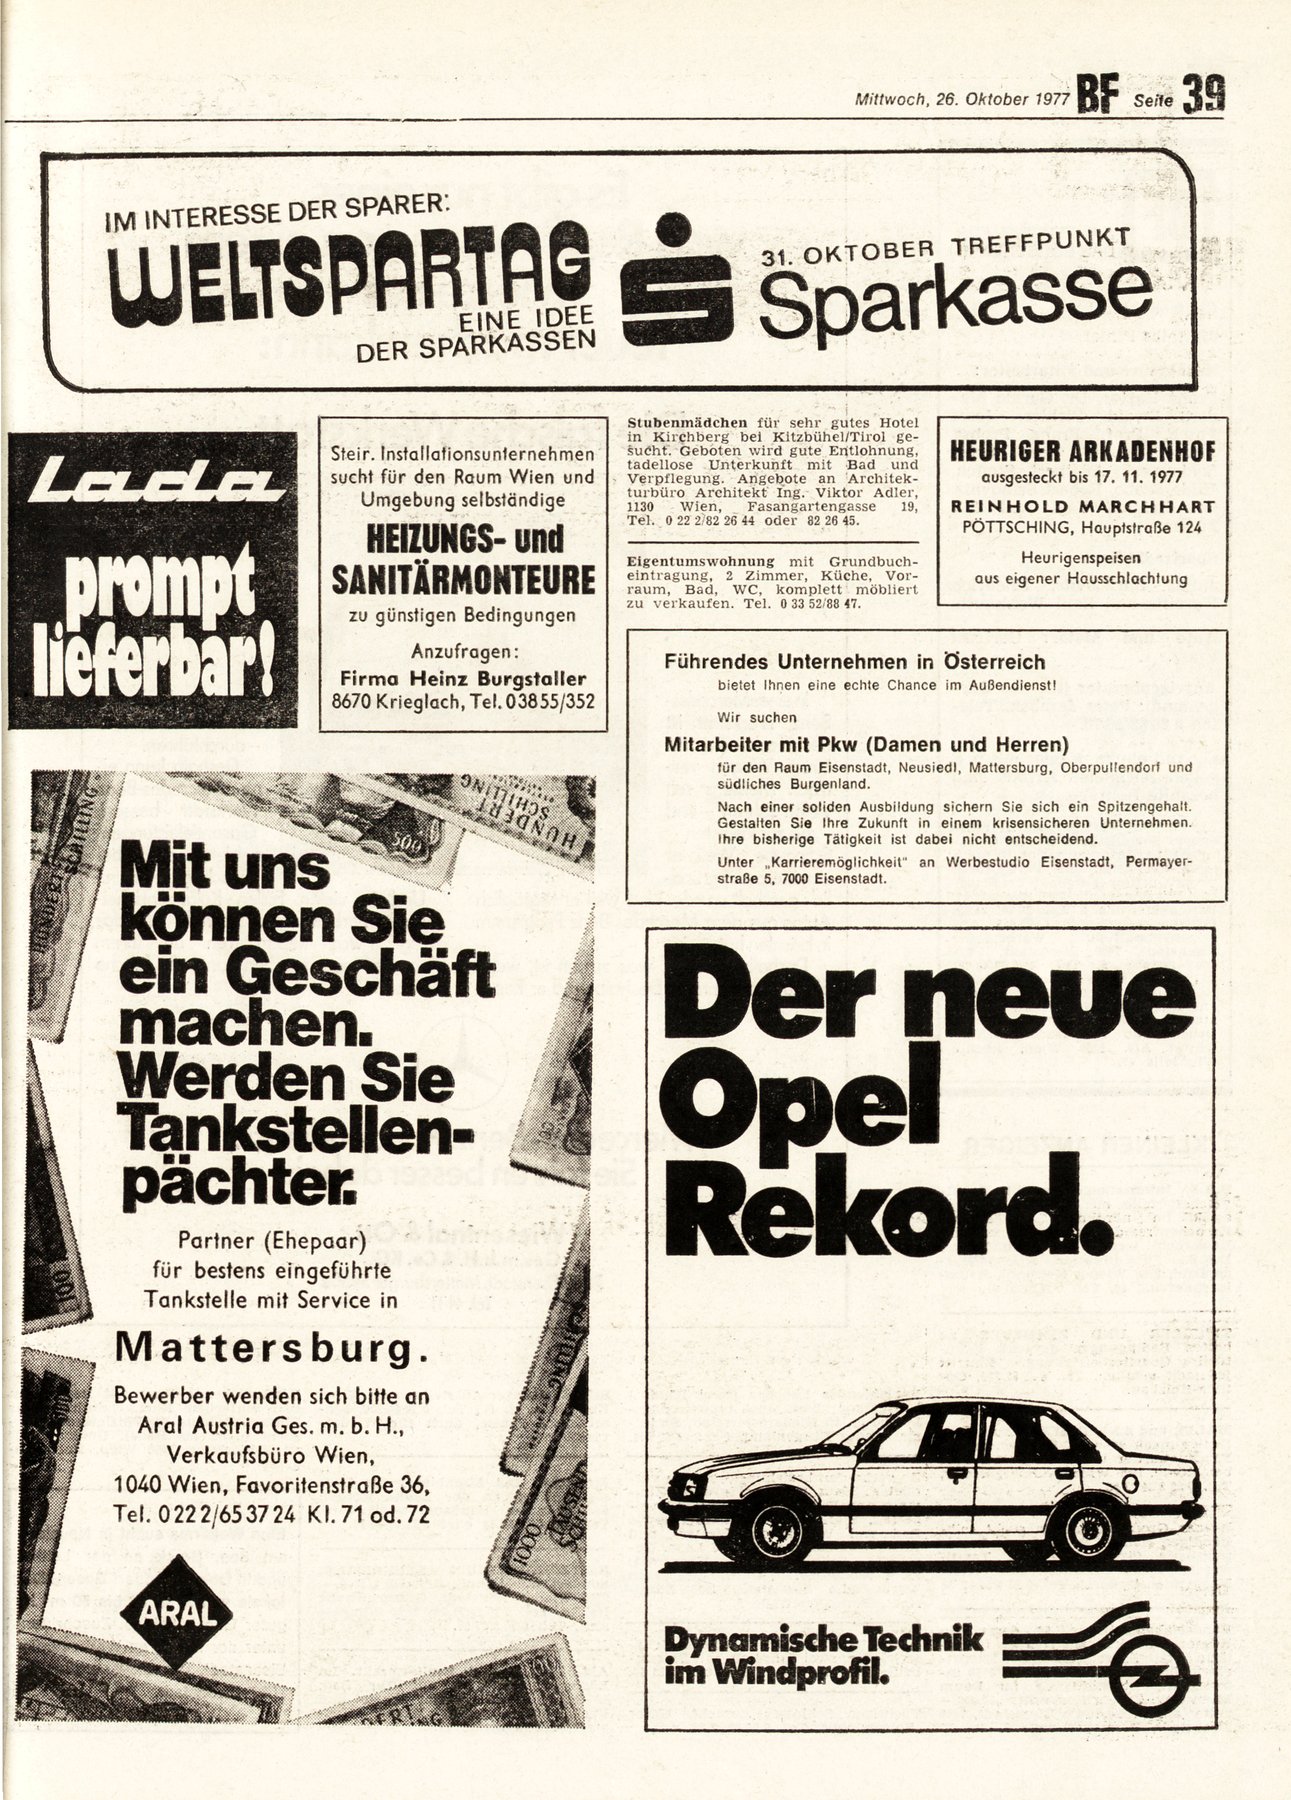 Mittwoch, 26. Oktober 1977 BF Seite 39
IM INTERESSE DER SPARER:
WELTSPARTAG
EINE IDEE
DER SPARKASSEN
31. OKTOBER TREFFPUNKT
Sparkasse
Lada
prompt
lieferbar!
Steir. Installationsunternehmen
sucht für den Raum Wien und
Umgebung selbständige
HEIZUNGS- und
SANITÄRMONTEURE
zu günstigen Bedingungen
Anzufragen:
Firma Heinz Burgstaller
8670 Krieglach, Tel. 03855/352
Stubenmädchen für sehr gutes Hotel
in Kirchberg bei Kitzbühel/Tirol ge-
sucht. Geboten wird gute Entlohnung,
tadellose Unterkunft mit Bad und
Verpflegung. Angebote an Architek-
turbüro Architekt Ing. Viktor Adler,
1130 Wien, Fasangartengasse 19,
Tel. 0 22 2/82 26 44 oder 82 26 45.
Eigentumswohnung mit Grundbuch-
eintragung, 2 Zimmer, Küche, Vor-
raum, Bad, WC, komplett möbliert
zu verkaufen. Tel. 0 33 52/88 47.
HEURIGER ARKADENHOF
ausgesteckt bis 17. 11. 1977
REINHOLD MARCHHART
PÖTTSCHING, Hauptstraße 124
Heurigenspeisen
aus eigener Hausschlachtung
Führendes Unternehmen in Österreich
bietet Ihnen eine echte Chance im Außendienst!
Wir suchen
Mitarbeiter mit Pkw (Damen und Herren)
für den Raum Eisenstadt, Neusiedl, Mattersburg, Oberpullendorf und
südliches Burgenland.
Nach einer soliden Ausbildung sichern Sie sich ein Spitzengehalt.
Gestalten Sie Ihre Zukunft in einem krisensicheren Unternehmen.
Ihre bisherige Tätigkeit ist dabei nicht entscheidend.
Unter „Karrieremöglichkeit" an Werbestudio Eisenstadt, Permayer-
straße 5, 7000 Eisenstadt.
Mit uns
können Sie
ein Geschäft
machen.
Werden Sie
Tankstellen-
pächter.
Partner (Ehepaar)
für bestens eingeführte
Tankstelle mit Service in
Mattersburg.
Bewerber wenden sich bitte an
Aral Austria Ges. m. b. H.,
Verkaufsbüro Wien,
1040 Wien, Favoritenstraße 36,
Tel. 0222/653724 Kl. 71 od. 72
ARAL
HUNDERT
SCHILLING
500
100
1000
Der neue
Opel
Rekord.
Dynamische Technik
im Windprofil.